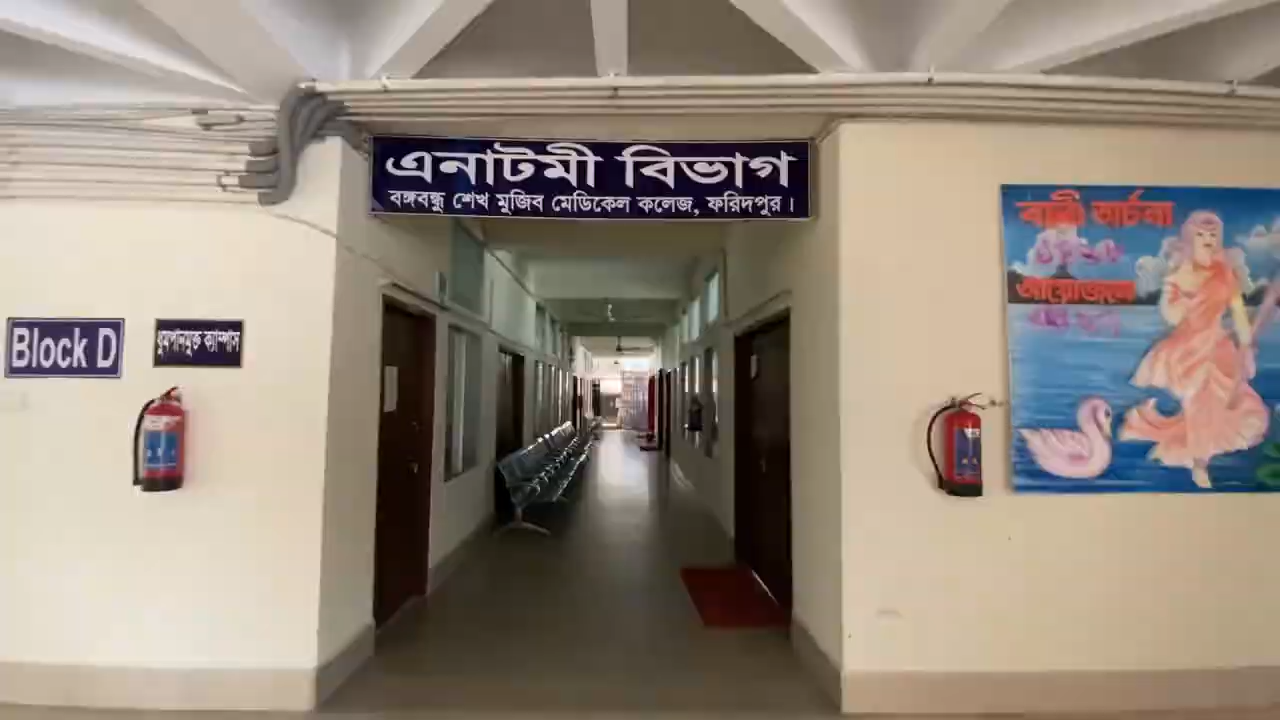 এনাটমী বিভাগ
বঙ্গবন্ধু শেখ মুজিব মেডিকেল কলেজ, ফরিদপুর।
Block D
ধুমপানমুক্ত ক্যাম্পাস
বাণী অর্চনা
আয়োজনে